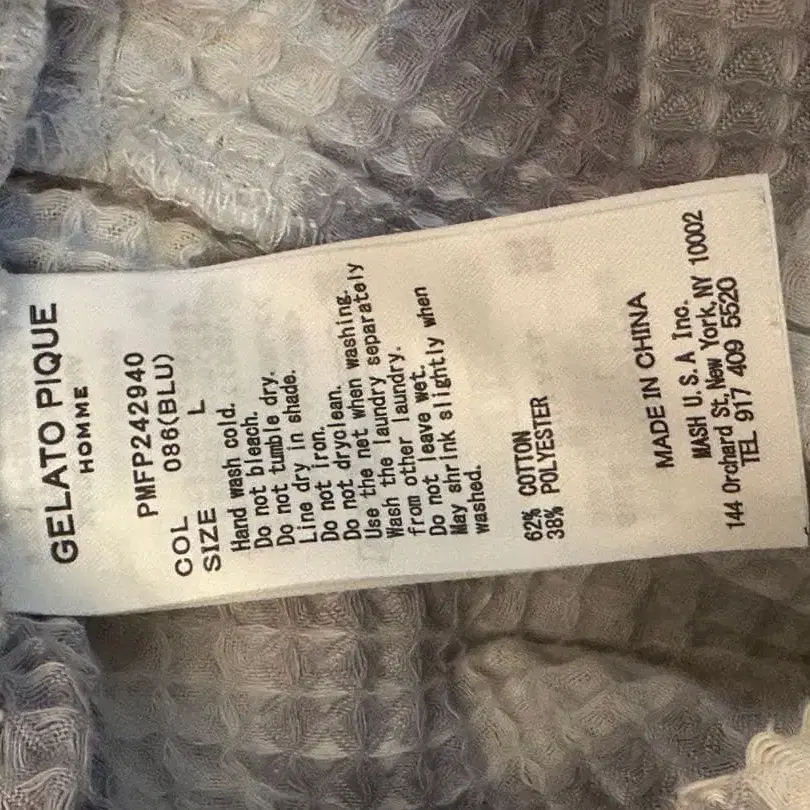 GELATO PIQUE
HOMME
PMFP242940
COL 086(BLU)
SIZE L
Hand wash cold.
Do not bleach.
Do not tumble dry.
Line dry in shade.
Do not iron.
Do not dryclean.
Use the net when washing.
Wash the laundry separately
from other laundry.
Do not leave wet.
May shrink slightly when
washed.
62% COTTON
38% POLYESTER
MADE IN CHINA
MASH U.S.A Inc.
144 Orchard St, New York, NY 10002
TEL 917 409 5520